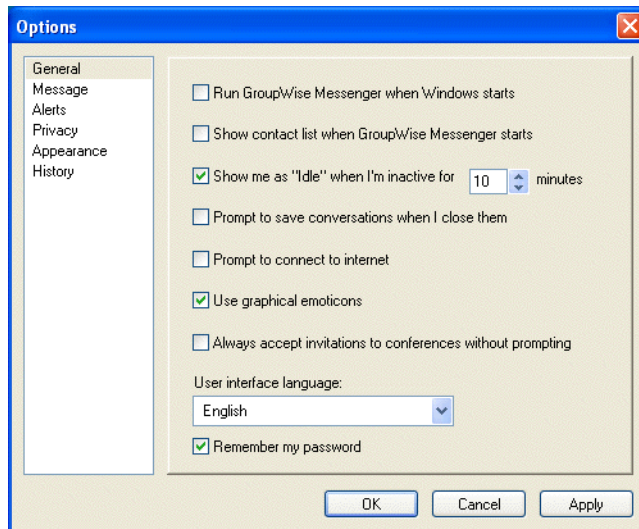 Options
General
Message
Alerts
Privacy
Appearance
History
Run GroupWise Messenger when Windows starts
Show contact list when GroupWise Messenger starts
Show me as "Idle" when I'm inactive for 10 minutes
Prompt to save conversations when I close them
Prompt to connect to internet
Use graphical emoticons
Always accept invitations to conferences without prompting
User interface language:
English
Remember my password
OK Cancel Apply